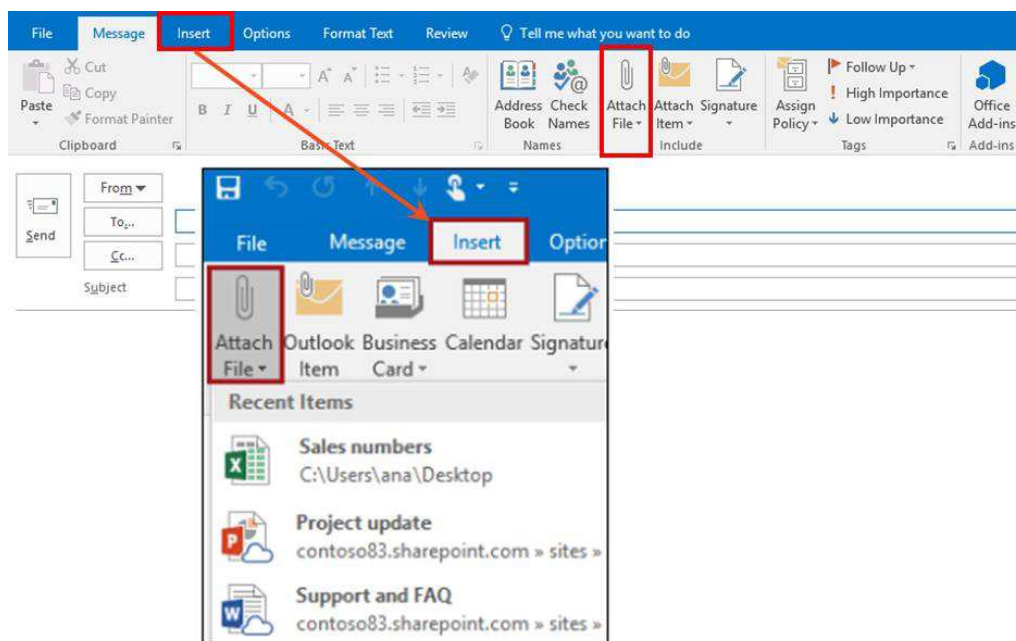 File Message Insert Options Format Text Review Tell me what you want to do
Cut
Copy
Format Painter
Paste
Clipboard
B I U A
Basic Text
Address Book
Check Names
Names
Attach File
Attach Item
Signature
Include
Assign Policy
Follow Up
High Importance
Low Importance
Tags
Office Add-ins
Add-ins
Send
From
To...
Cc...
Subject
File Message Insert Option
Attach File
Outlook Item
Business Card
Calendar
Signatur
Recent Items
Sales numbers
C:\Users\ana\Desktop
Project update
contoso83.sharepoint.com » sites »
Support and FAQ
contoso83.sharepoint.com » sites »